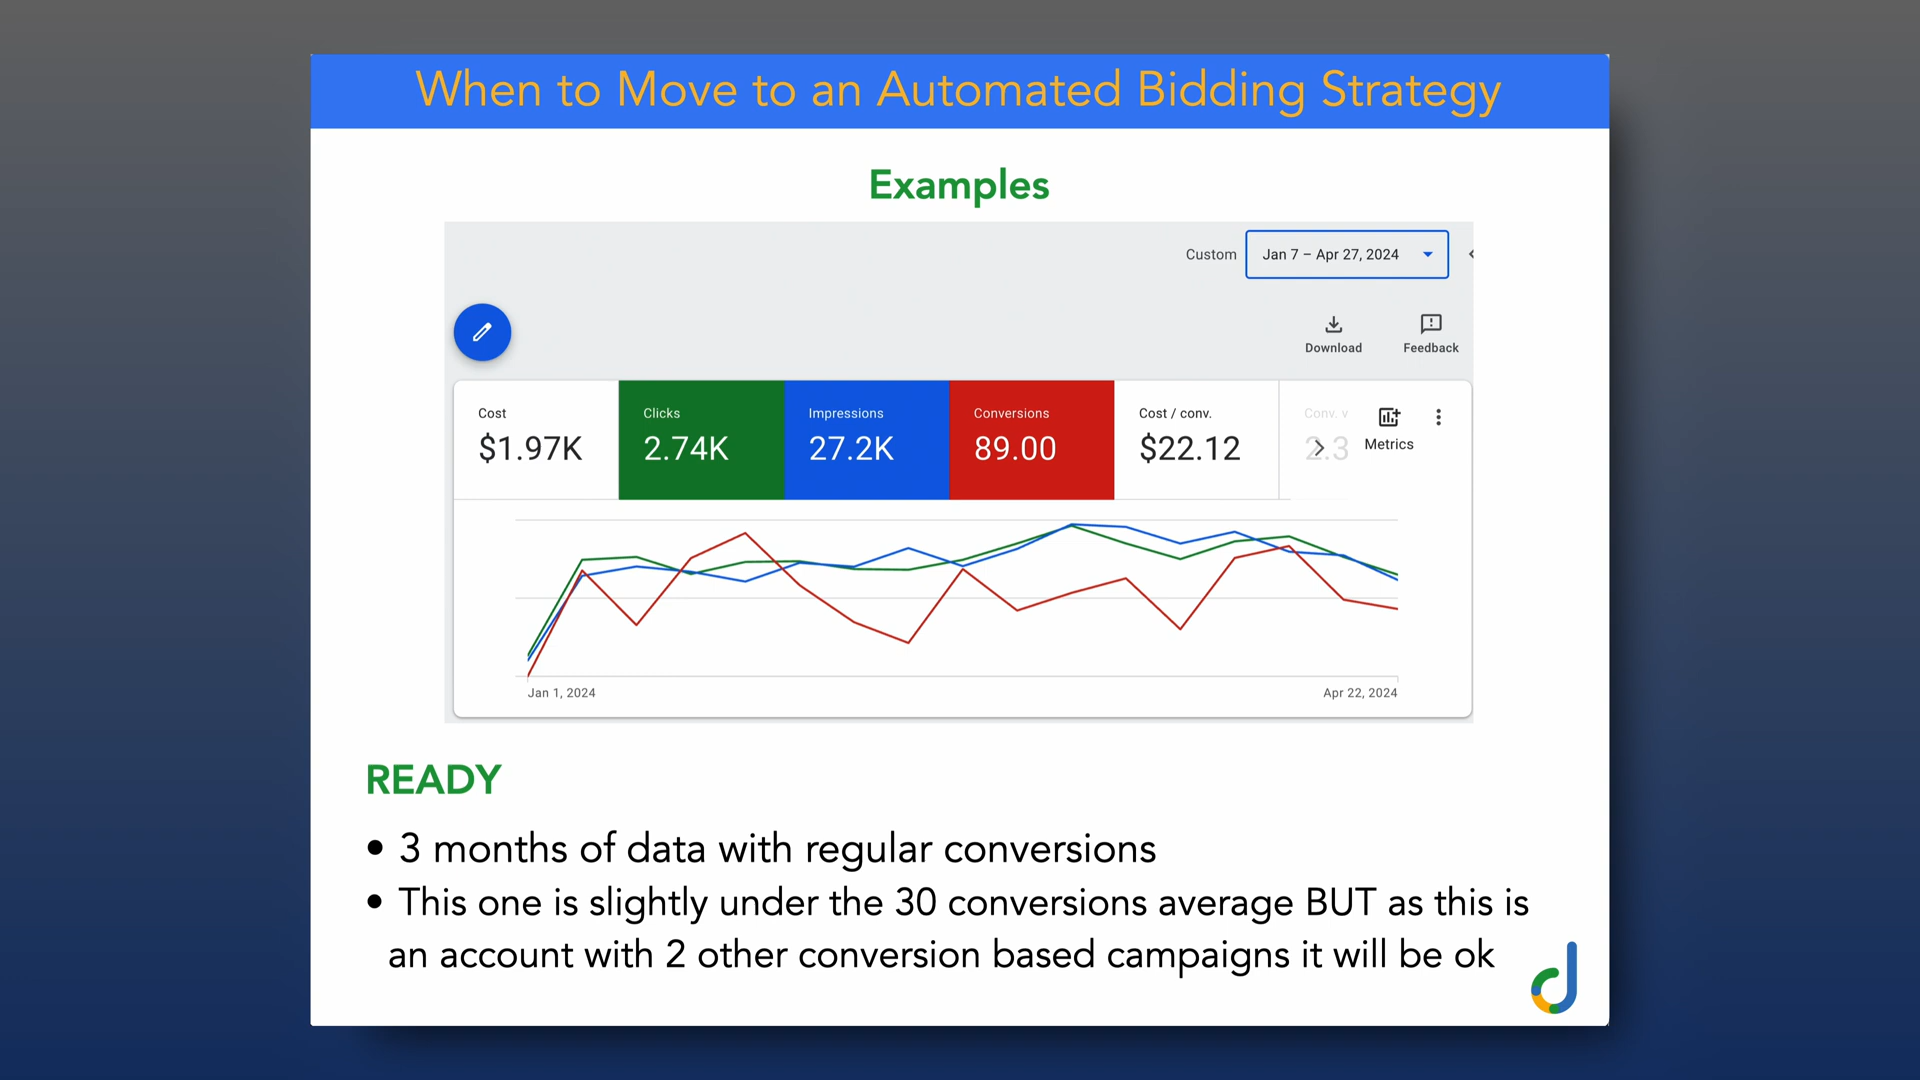 When to Move to an Automated Bidding Strategy
Examples
Custom Jan 7 – Apr 27, 2024
Download Feedback
Cost Clicks Impressions Conversions Cost / conv. Conv. v
$1.97K 2.74K 27.2K 89.00 $22.12 2.3 Metrics
Jan 1, 2024 Apr 22, 2024
READY
• 3 months of data with regular conversions
• This one is slightly under the 30 conversions average BUT as this is
an account with 2 other conversion based campaigns it will be ok